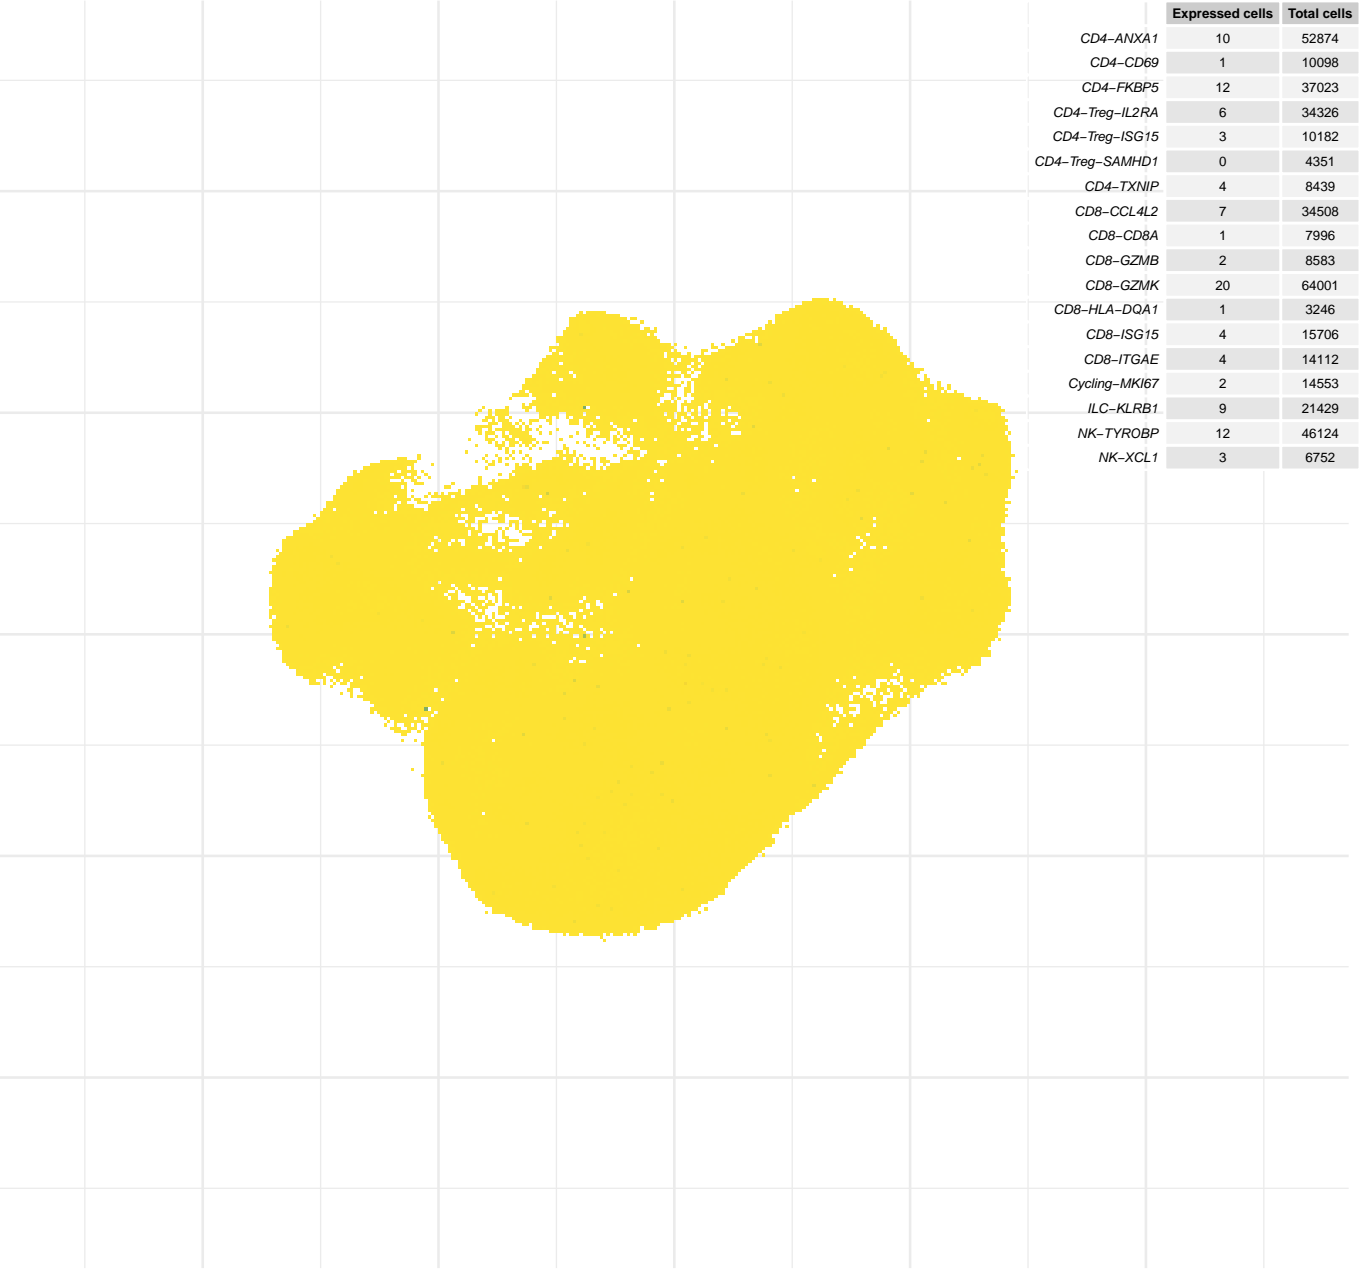 Expressed cells Total cells
CD4−ANXA1 10 52874
CD4−CD69 1 10098
CD4−FKBP5 12 37023
CD4−Treg−IL2RA 6 34326
CD4−Treg−ISG15 3 10182
CD4−Treg−SAMHD1 0 4351
CD4−TXNIP 4 8439
CD8−CCL4L2 7 34508
CD8−CD8A 1 7996
CD8−GZMB 2 8583
CD8−GZMK 20 64001
CD8−HLA−DQA1 1 3246
CD8−ISG15 4 15706
CD8−ITGAE 4 14112
Cycling−MKI67 2 14553
ILC−KLRB1 9 21429
NK−TYROBP 12 46124
NK−XCL1 3 6752